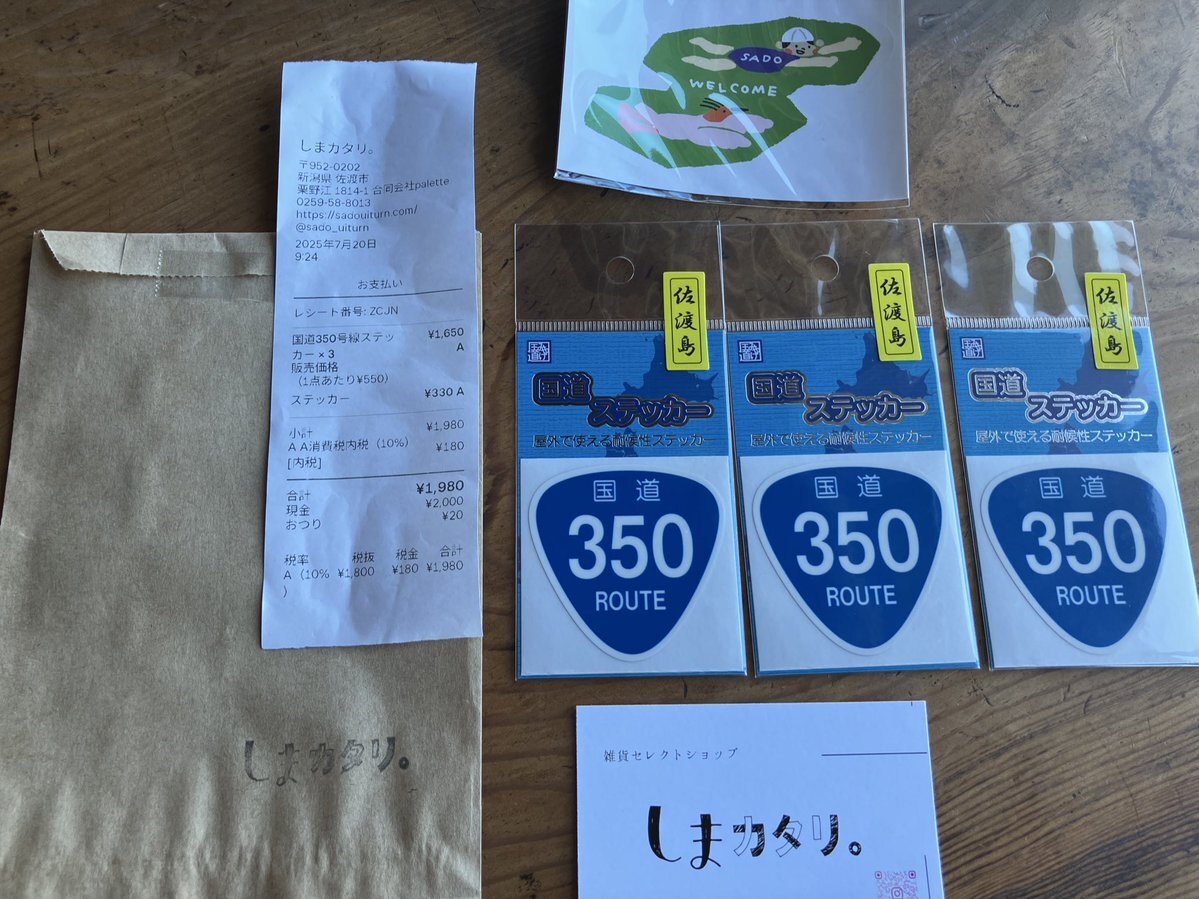 しまカタリ。
〒952-0202
新潟県 佐渡市
栗野江 1814-1 合同会社palette
0259-58-8013
https://sadouiturn.com/
@sado_uiturn
2025年7月20日
9:24
お支払い
レシート番号: ZCJN
国道350号線ステッ ¥1,650
カー × 3 A
販売価格
（1点あたり¥550）
ステッカー ¥330 A
小計 ¥1,980
A A消費税内税（10%） ¥180
[内税]
合計 ¥1,980
現金 ¥2,000
おつり ¥20
税率 税抜 税金 合計
A（10% ¥1,800 ¥180 ¥1,980
）
しまカタリ。
SADO
WELCOME
佐渡島
国道
ステッカー
屋外で使える耐候性ステッカー
国道
350
ROUTE
佐渡島
国道
ステッカー
屋外で使える耐候性ステッカー
国道
350
ROUTE
佐渡島
国道
ステッカー
屋外で使える耐候性ステッカー
国道
350
ROUTE
雑貨セレクトショップ
しまカタリ。